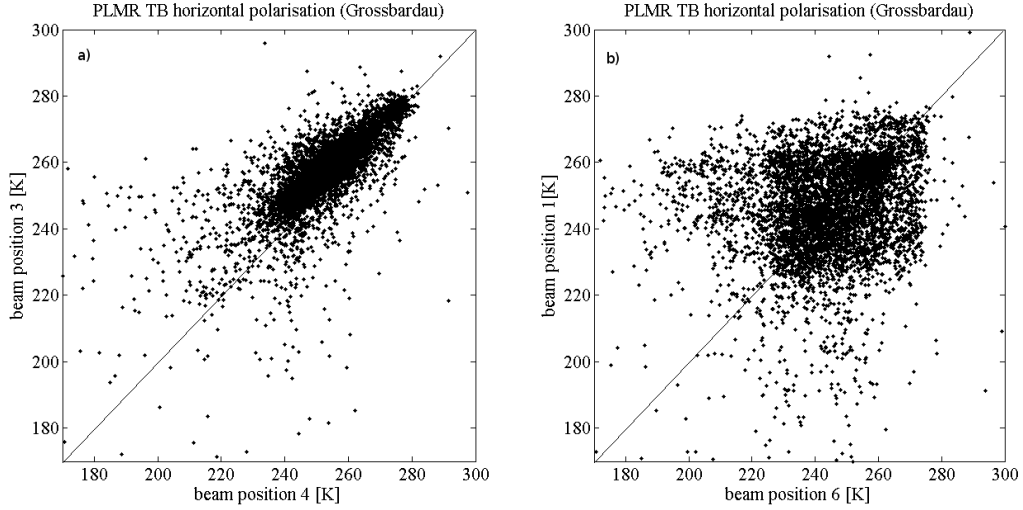 PLMR TB horizontal polarisation (Grossbardau)
a)
300
280
260
240
220
200
180
beam position 3 [K]
180 200 220 240 260 280 300
beam position 4 [K]
PLMR TB horizontal polarisation (Grossbardau)
b)
300
280
260
240
220
200
180
beam position 1[K]
180 200 220 240 260 280 300
beam position 6 [K]